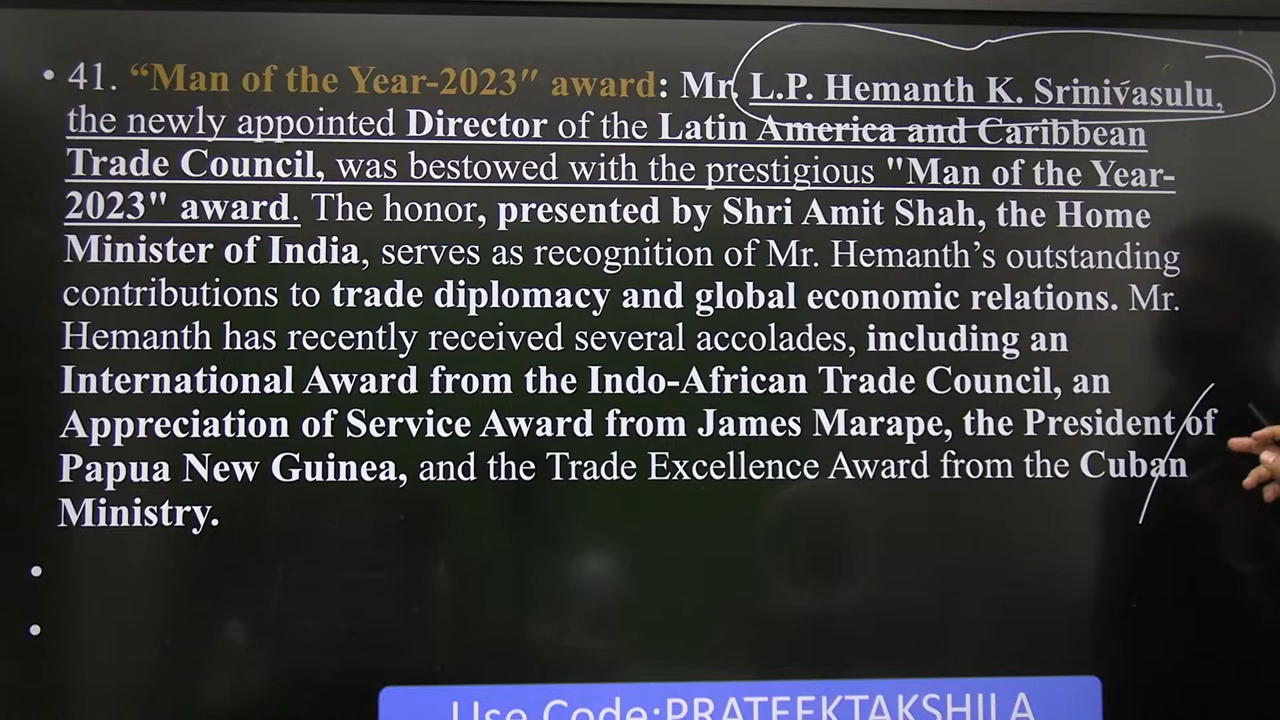 • 41. “Man of the Year-2023″ award: Mr. L.P. Hemanth K. Srinivasulu,
the newly appointed Director of the Latin America and Caribbean
Trade Council, was bestowed with the prestigious "Man of the Year-
2023" award. The honor, presented by Shri Amit Shah, the Home
Minister of India, serves as recognition of Mr. Hemanth’s outstanding
contributions to trade diplomacy and global economic relations. Mr.
Hemanth has recently received several accolades, including an
International Award from the Indo-African Trade Council, an
Appreciation of Service Award from James Marape, the President of
Papua New Guinea, and the Trade Excellence Award from the Cuban
Ministry.
Use Code:PRATEEKTAKSHILA